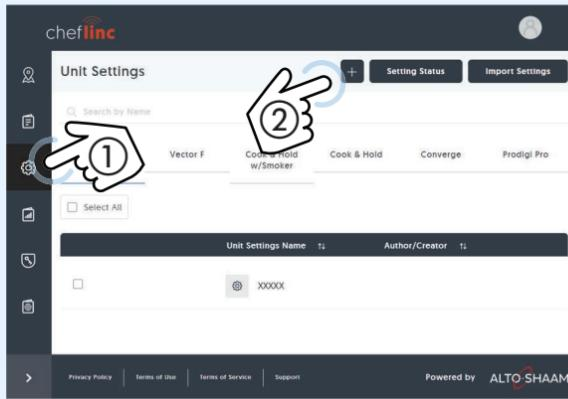 cheflinc
Unit Settings
+
Setting Status
Import Settings
Search by Name
1
2
Vector F
Cook & Hold
w/Smoker
Cook & Hold
Converge
Prodigi Pro
Select All
Unit Settings Name
Author/Creator
XXXXX
> Privacy Policy Terms of Use Terms of Service Support Powered by ALTO-SHAAM